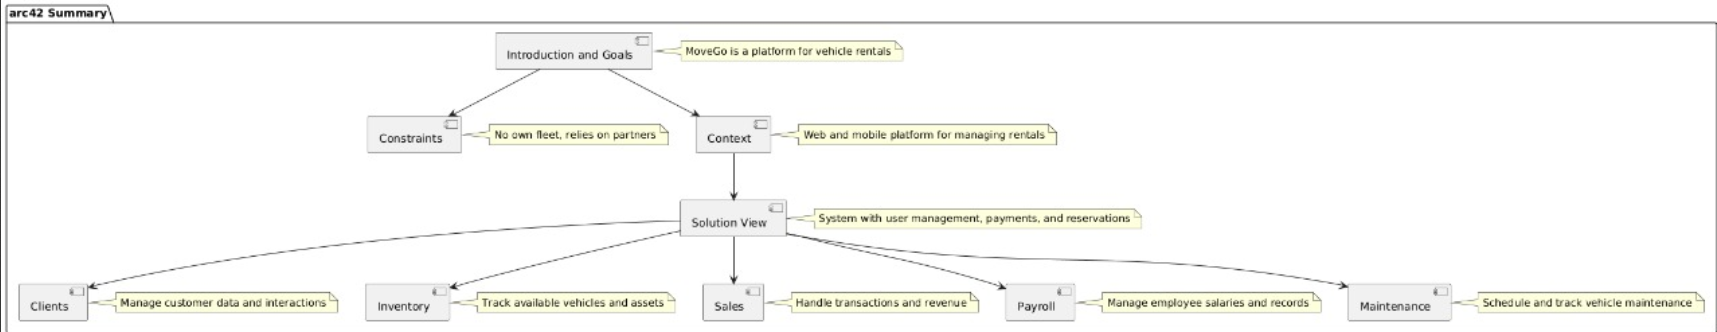 arc42 Summary
Introduction and Goals
MoveGo is a platform for vehicle rentals
Constraints
No own fleet, relies on partners
Context
Web and mobile platform for managing rentals
Solution View
System with user management, payments, and reservations
Clients
Manage customer data and interactions
Inventory
Track available vehicles and assets
Sales
Handle transactions and revenue
Payroll
Manage employee salaries and records
Maintenance
Schedule and track vehicle maintenance